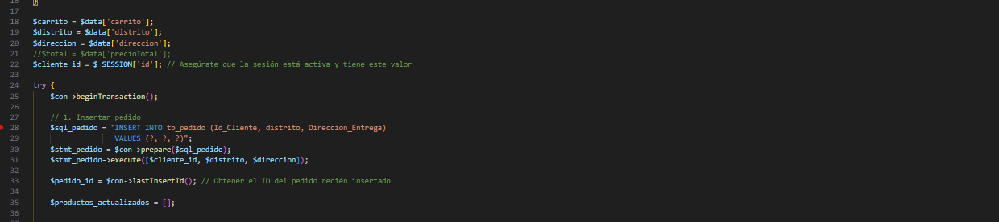 16 }
17
18 $carrito = $data['carrito'];
19 $distrito = $data['distrito'];
20 $direccion = $data['direccion'];
21 //$total = $data['precioTotal'];
22 $cliente_id = $_SESSION['id']; // Asegúrate que la sesión está activa y tiene este valor
23
24 try {
25 $con->beginTransaction();
26
27 // 1. Insertar pedido
28 $sql_pedido = "INSERT INTO tb_pedido (Id_Cliente, distrito, Direccion_Entrega)
29 VALUES (?, ?, ?)";
30 $stmt_pedido = $con->prepare($sql_pedido);
31 $stmt_pedido->execute([$cliente_id, $distrito, $direccion]);
32
33 $pedido_id = $con->lastInsertId(); // Obtener el ID del pedido recién insertado
34
35 $productos_actualizados = [];
36